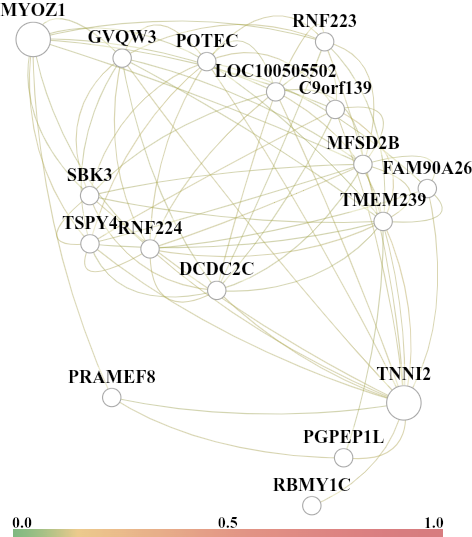 MYOZ1
RNF223
GVQW3
POTEC
LOC100505502
C9orf139
MFSD2B
FAM90A26
SBK3
TMEM239
TSPY4
RNF224
DCDC2C
TNNI2
PRAMEF8
PGPEP1L
RBMY1C
0.0 0.5 1.0